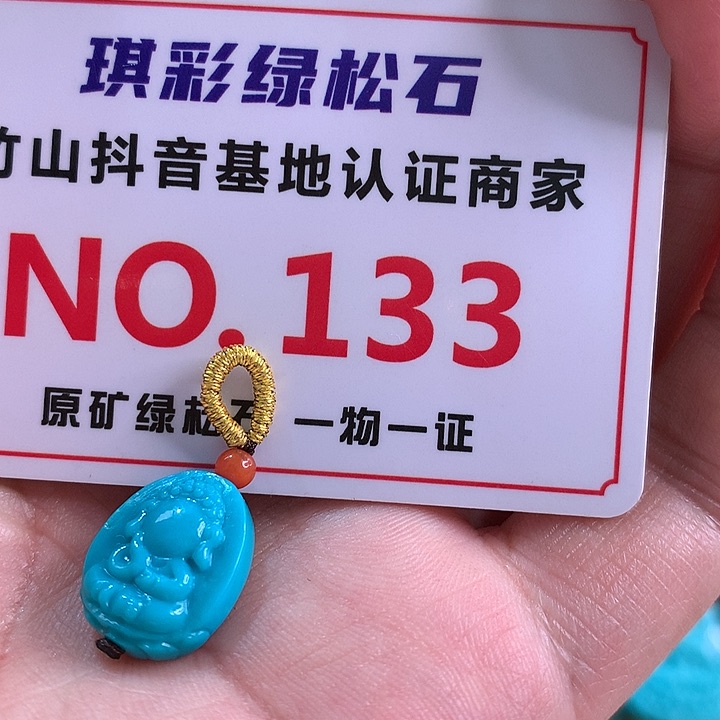 琪彩绿松石
竹山抖音基地认证商家
NO.133
原矿绿松石 一物一证